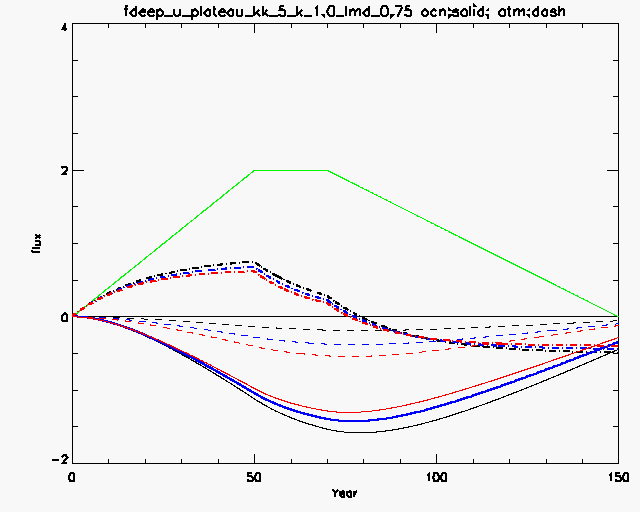 fdeep_u_plateau_kk_5_k_1.0_lmd_0.75 ocn:solid; atm:dash
4
2
flux
0
-2
0 50 100 150
Year